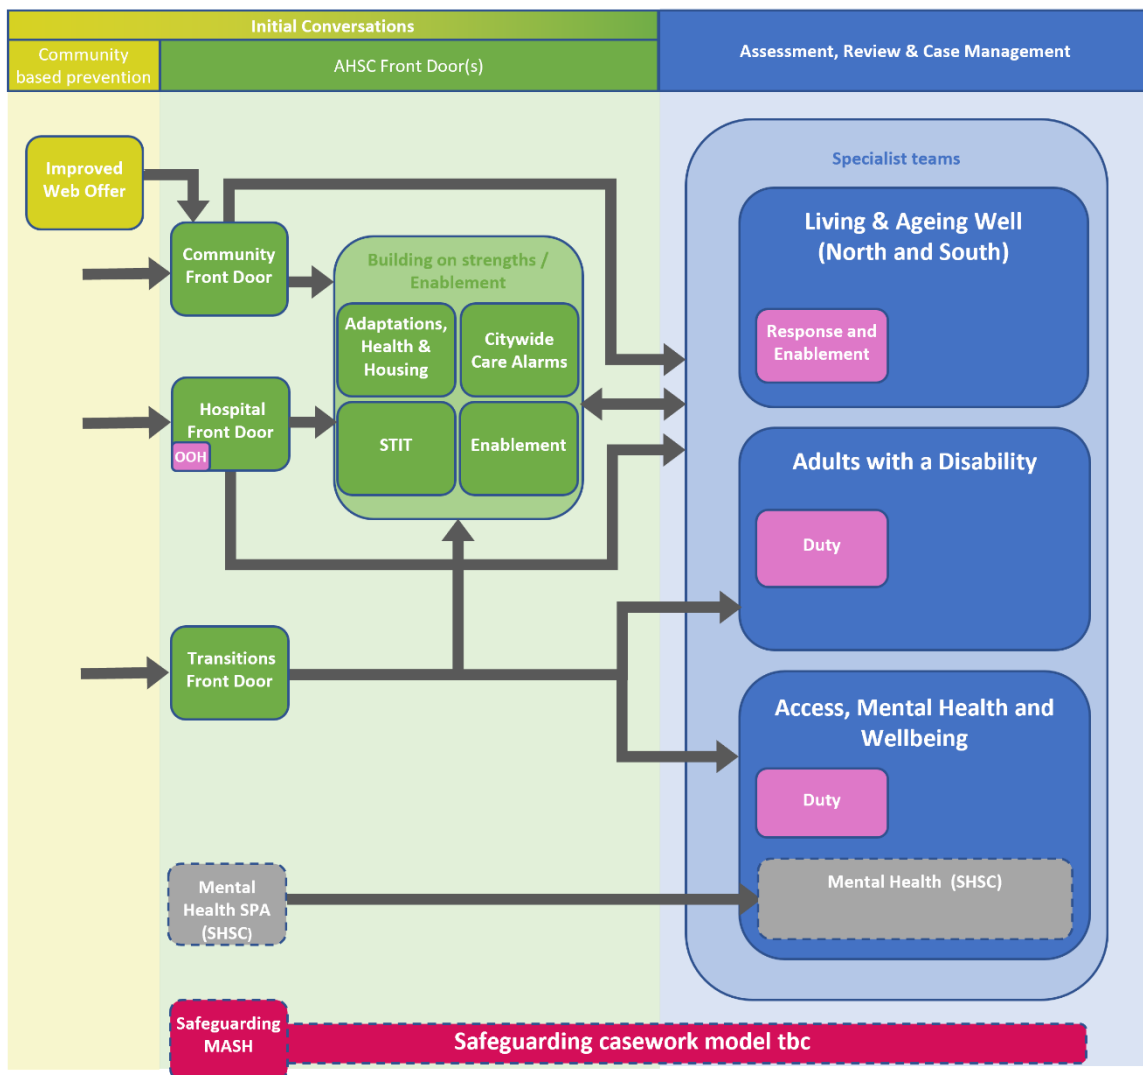 Initial Conversations
Community
based prevention
AHSC Front Door(s)
Assessment, Review & Case Management
Improved
Web Offer
Community
Front Door
Building on strengths /
Enablement
Adaptations,
Health &
Housing
Citywide
Care Alarms
STIT
Enablement
Hospital
Front Door
OOH
Transitions
Front Door
Mental
Health SPA
(SHSC)
Specialist teams
Living & Ageing Well
(North and South)
Response and
Enablement
Adults with a Disability
Duty
Access, Mental Health and
Wellbeing
Duty
Mental Health (SHSC)
Safeguarding
MASH
Safeguarding casework model tbc